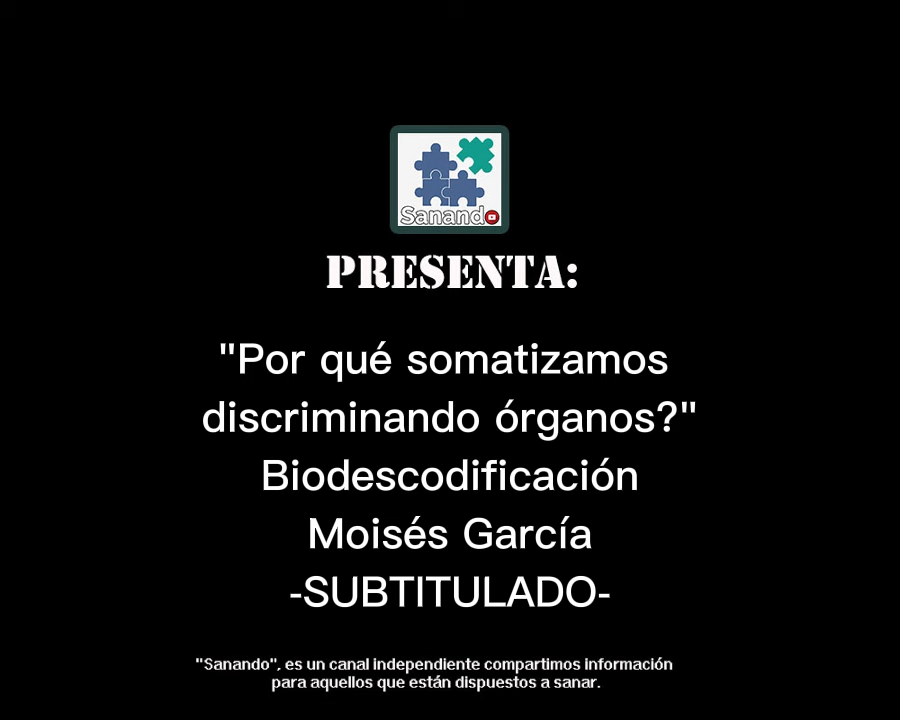 Sanando
PRESENTA:
"Por qué somatizamos
discriminando órganos?"
Biodescodificación
Moisés García
-SUBTITULADO-
"Sanando", es un canal independiente compartimos información
para aquellos que están dispuestos a sanar.